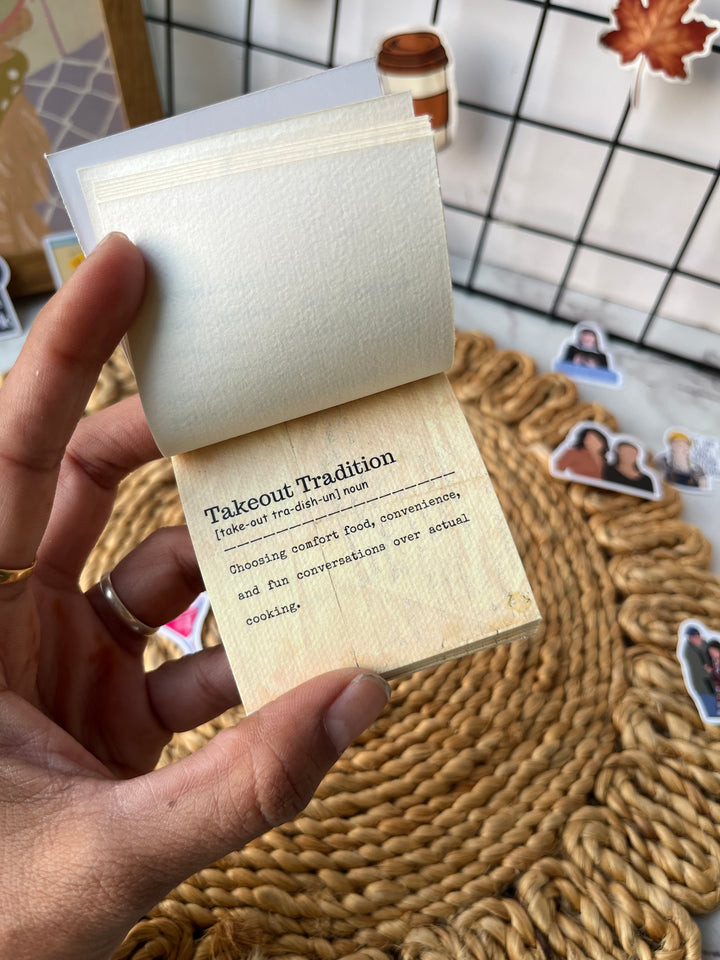 Takeout Tradition
[take-out tra-dish-un] noun
Choosing comfort food, convenience,
and fun conversations over actual
cooking.